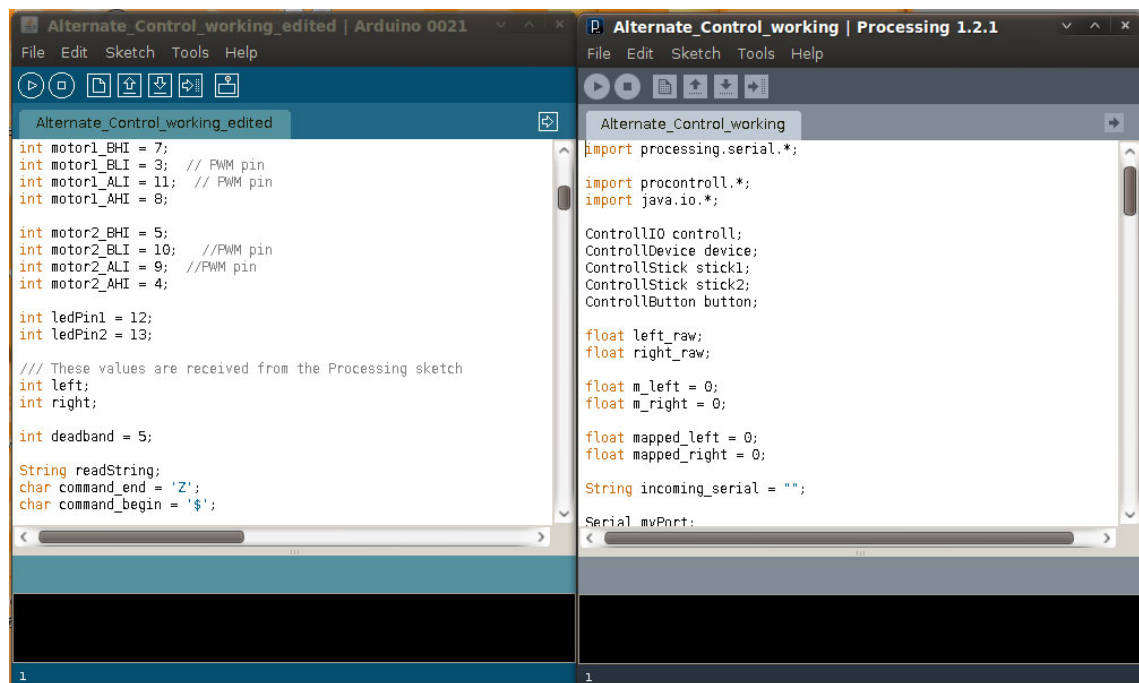 Alternate_Control_working_edited | Arduino 0021
File Edit Sketch Tools Help
Alternate_Control_working_edited
int motor1_BHI = 7;
int motor1_BLI = 3;  // PWM pin
int motor1_ALI = 11;  // PWM pin
int motor1_AHI = 8;
int motor2_BHI = 5;
int motor2_BLI = 10;   //PWM pin
int motor2_ALI = 9;  //PWM pin
int motor2_AHI = 4;
int ledPin1 = 12;
int ledPin2 = 13;
/// These values are received from the Processing sketch
int left;
int right;
int deadband = 5;
String readString;
char command_end = 'Z';
char command_begin = '$';
1
Alternate_Control_working | Processing 1.2.1
File Edit Sketch Tools Help
Alternate_Control_working
import processing.serial.*;
import procontroll.*;
import java.io.*;
ControllIO controll;
ControllDevice device;
ControllStick stick1;
ControllStick stick2;
ControllButton button;
float left_raw;
float right_raw;
float m_left = 0;
float m_right = 0;
float mapped_left = 0;
float mapped_right = 0;
String incoming_serial = "";
Serial myPort;
1